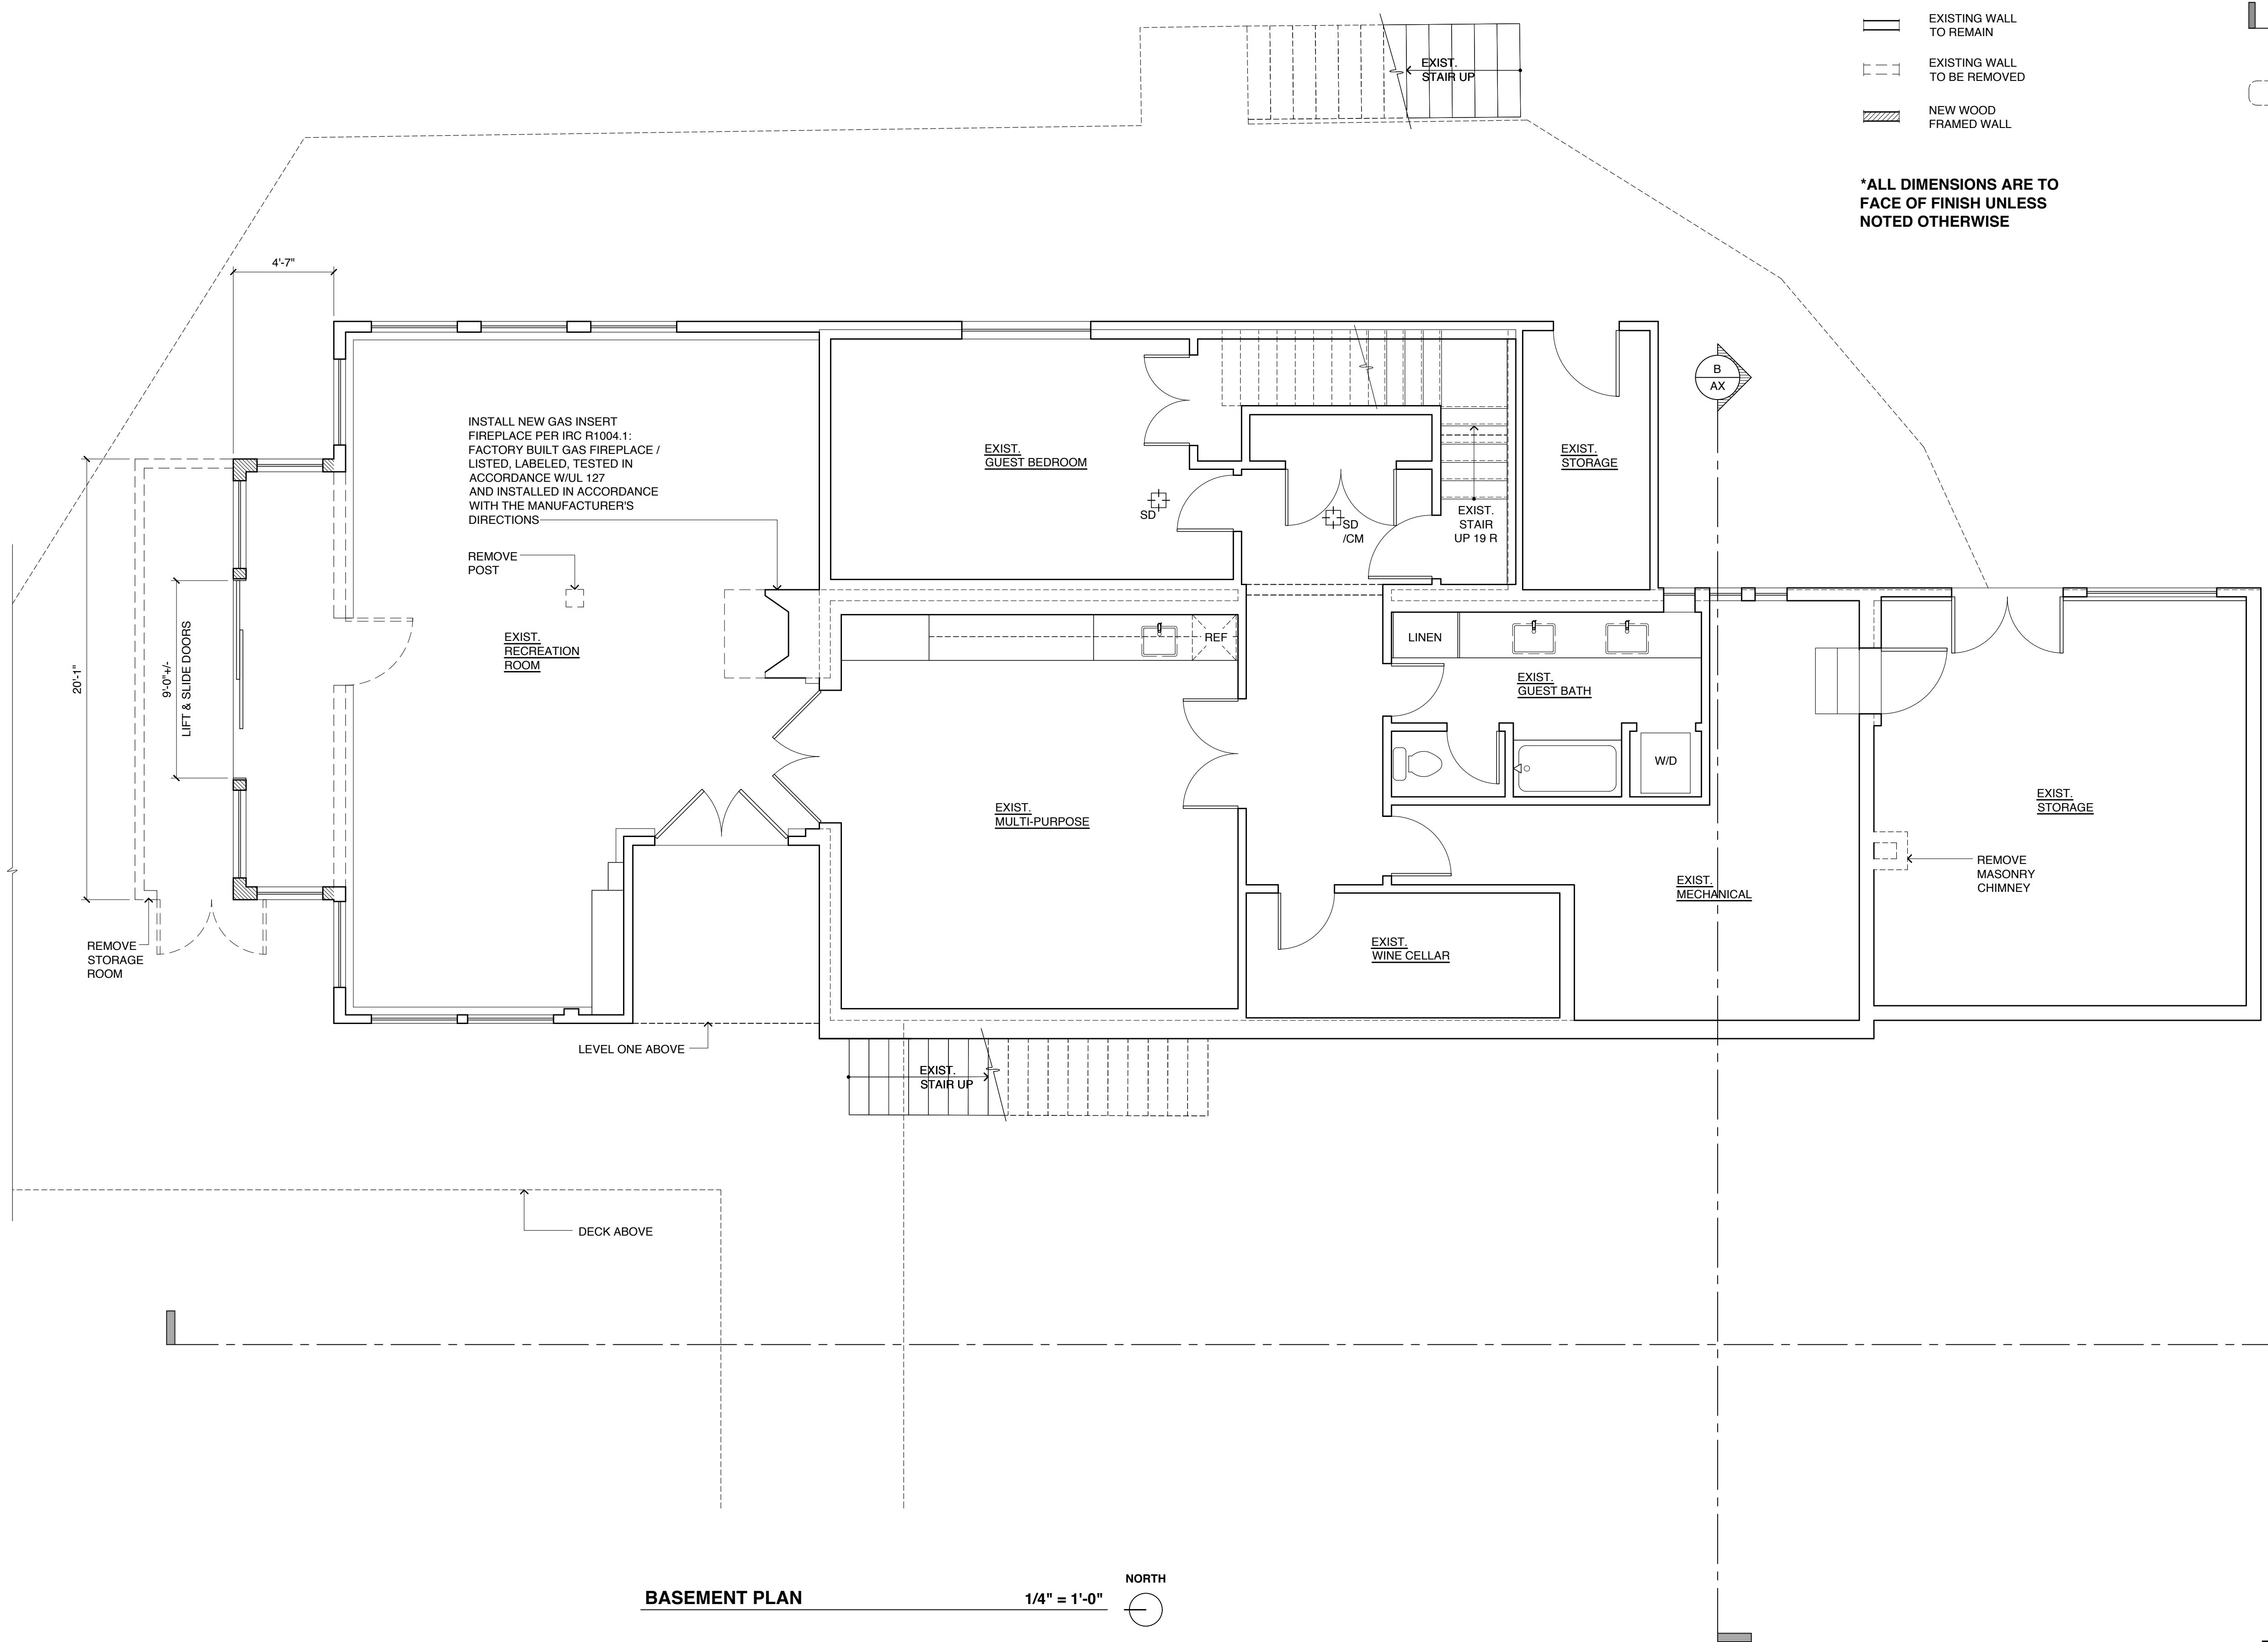 EXISTING WALL
TO REMAIN
EXISTING WALL
TO BE REMOVED
NEW WOOD
FRAMED WALL
*ALL DIMENSIONS ARE TO
FACE OF FINISH UNLESS
NOTED OTHERWISE
EXIST.
STAIR UP
4'-7"
B
AX
INSTALL NEW GAS INSERT
FIREPLACE PER IRC R1004.1:
FACTORY BUILT GAS FIREPLACE /
LISTED, LABELED, TESTED IN
ACCORDANCE W/UL 127
AND INSTALLED IN ACCORDANCE
WITH THE MANUFACTURER'S
DIRECTIONS
EXIST.
GUEST BEDROOM
EXIST.
STORAGE
SD
SD
/CM
EXIST.
STAIR
UP 19 R
REMOVE
POST
EXIST.
RECREATION
ROOM
20'-1"
9'-0"+/-
LIFT & SLIDE DOORS
REF
LINEN
EXIST.
GUEST BATH
W/D
EXIST.
MULTI-PURPOSE
EXIST.
STORAGE
REMOVE
MASONRY
CHIMNEY
EXIST.
MECHANICAL
EXIST.
WINE CELLAR
REMOVE
STORAGE
ROOM
LEVEL ONE ABOVE
EXIST.
STAIR UP
DECK ABOVE
BASEMENT PLAN
1/4" = 1'-0"
NORTH